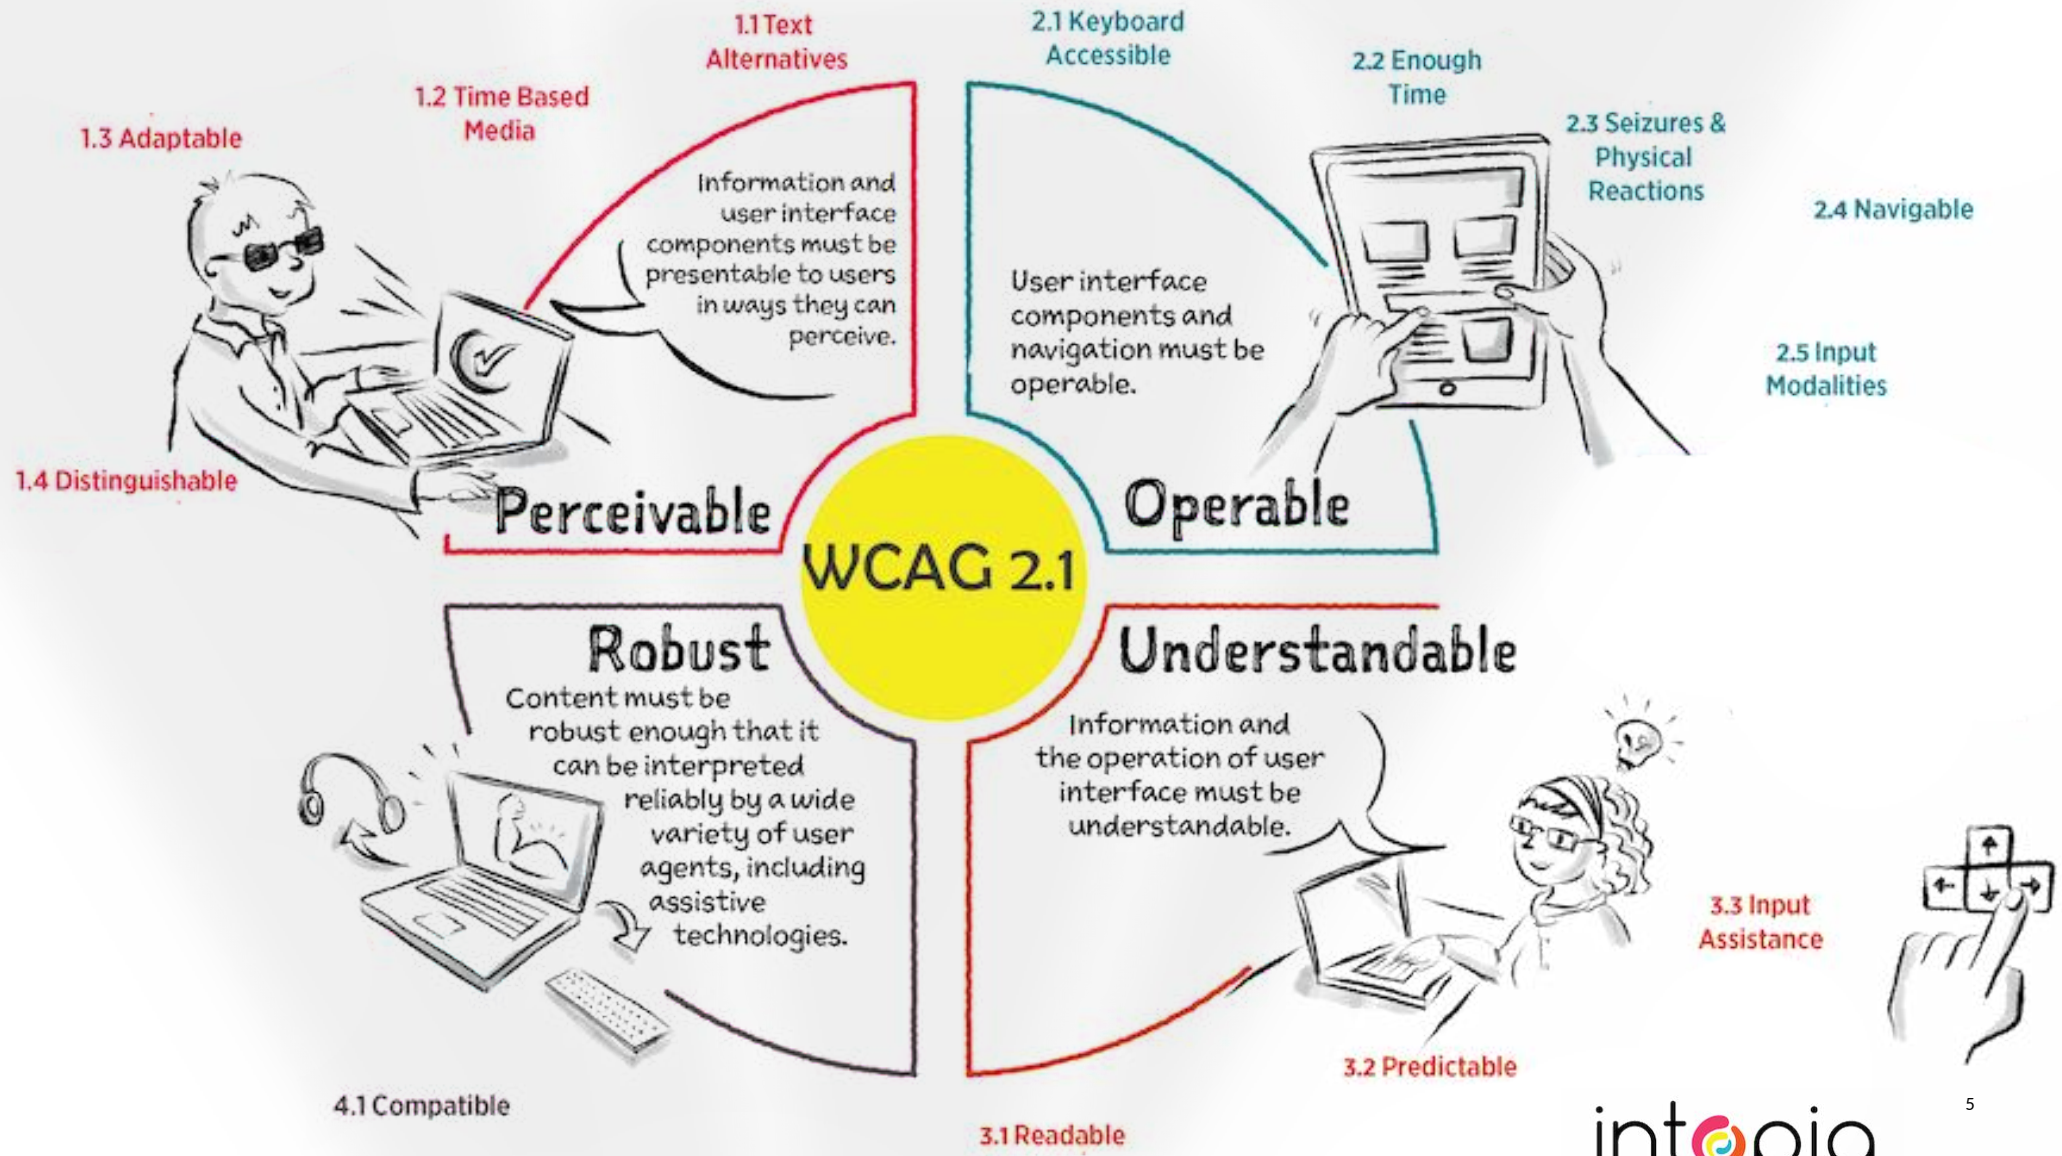 1.1 Text
Alternatives
1.2 Time Based
Media
1.3 Adaptable
1.4 Distinguishable
Information and
user interface
components must be
presentable to users
in ways they can
perceive.
Perceivable
2.1 Keyboard
Accessible
2.2 Enough
Time
2.3 Seizures &
Physical
Reactions
2.4 Navigable
2.5 Input
Modalities
User interface
components and
navigation must be
operable.
Operable
WCAG 2.1
Robust
Content must be
robust enough that it
can be interpreted
reliably by a wide
variety of user
agents, including
assistive
technologies.
4.1 Compatible
Understandable
Information and
the operation of user
interface must be
understandable.
3.3 Input
Assistance
3.2 Predictable
3.1 Readable
5
intopia